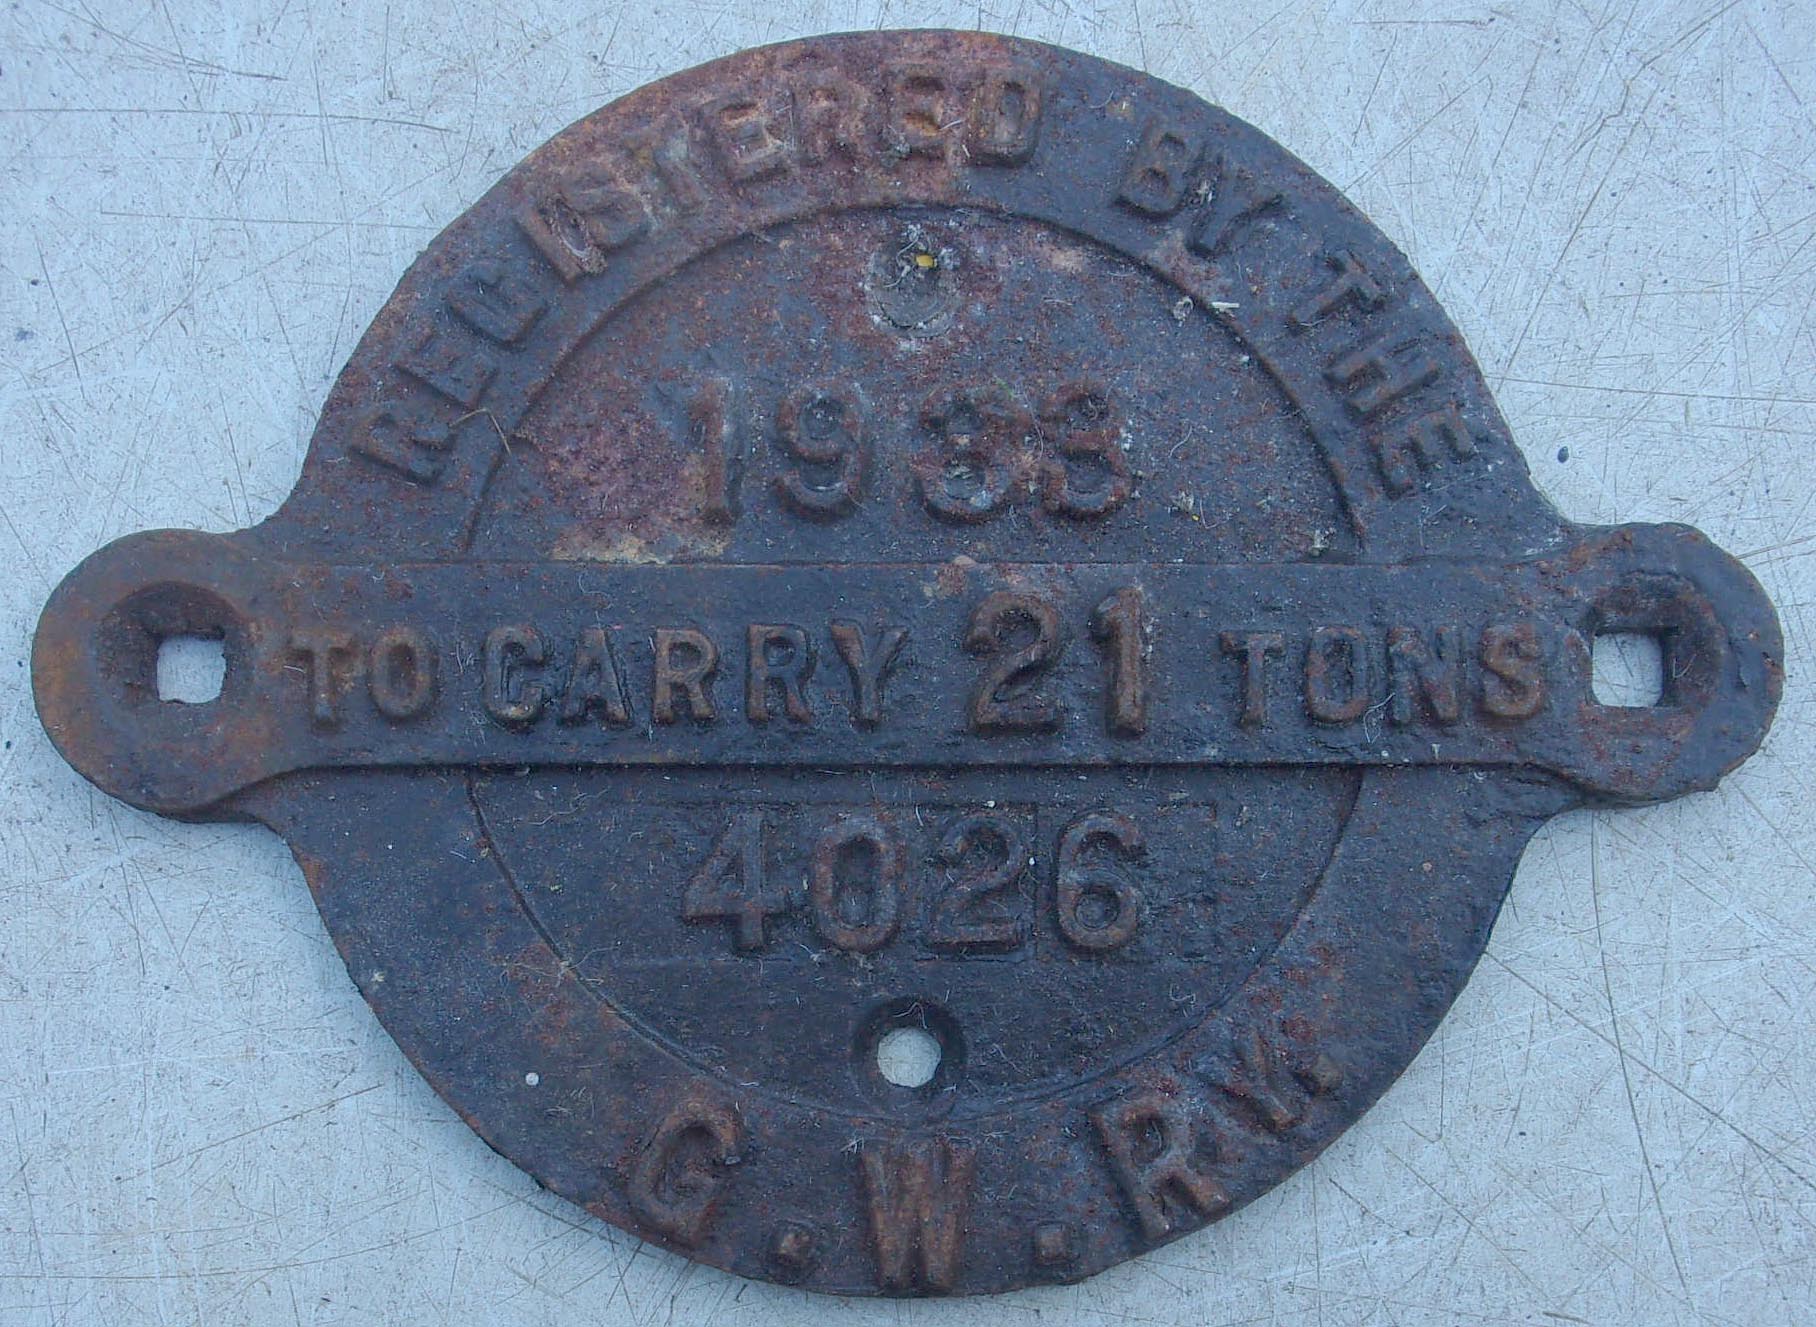 REGISTERED BY THE
1933
TO CARRY 21 TONS
4026
G.W.RY.